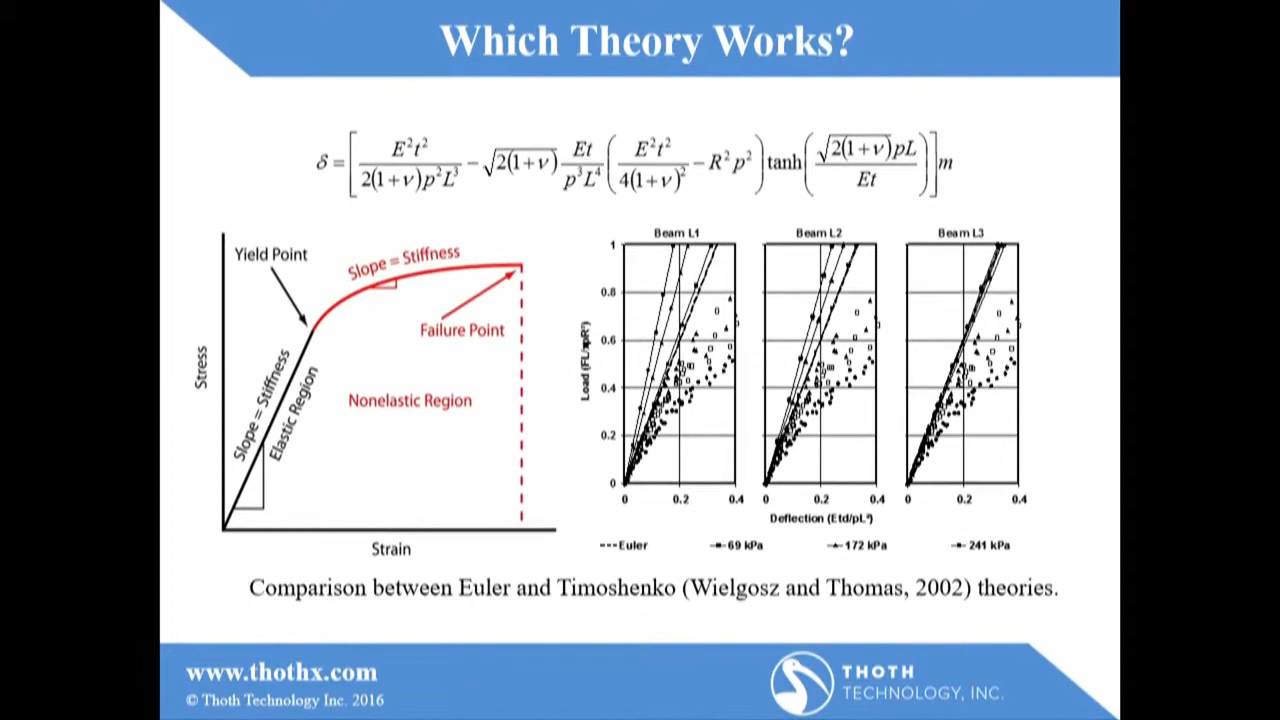 Which Theory Works?
δ = [ E²t² / 2(1+ν)p²L³ − √2(1+ν) Et / p³L⁴ ( E²t² / 4(1+ν)² − R²p² ) tanh( √2(1+ν)pL / Et ) ] m
Yield Point
Slope = Stiffness
Failure Point
Slope = Stiffness
Elastic Region
Nonelastic Region
Stress
Strain
Beam L1 Beam L2 Beam L3
1
0.8
0.6
0.4
0.2
0
0 0.2 0.4 0 0.2 0.4 0 0.2 0.4
Deflection (Etd/pL³)
Euler 69 kPa 172 kPa 241 kPa
Comparison between Euler and Timoshenko (Wielgosz and Thomas, 2002) theories.
www.thothx.com
© Thoth Technology Inc. 2016
THOTH
TECHNOLOGY, INC.